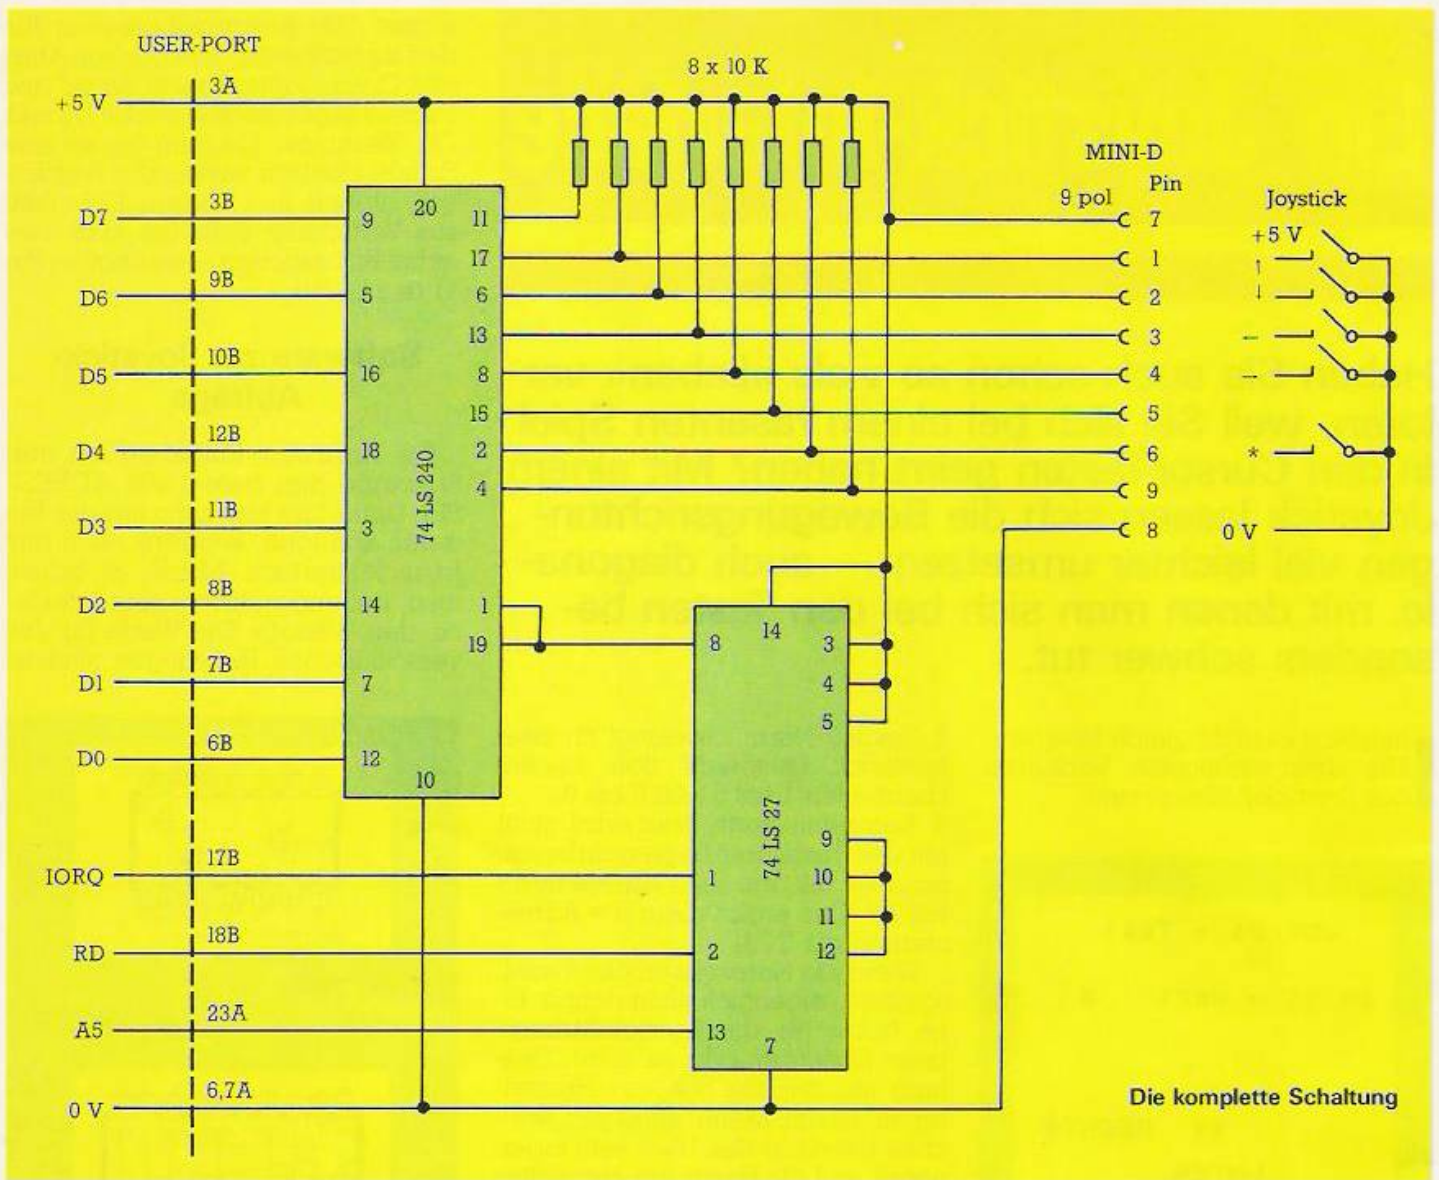 USER-PORT
8 x 10 K
+5 V
3A
MINI-D
Pin
9 pol
Joystick
D7
3B
9
20
11
7
+5 V
17
1
↑
D6
9B
5
6
2
↓
13
3
←
D5
10B
16
8
4
→
15
5
D4
12B
18
2
6
*
74 LS 240
4
9
D3
11B
3
8
0 V
D2
8B
14
1
19
8
14
3
D1
7B
7
4
5
D0
6B
12
10
74 LS 27
9
IORQ
17B
1
10
11
RD
18B
2
12
A5
23A
13
7
0 V
6,7A
Die komplette Schaltung